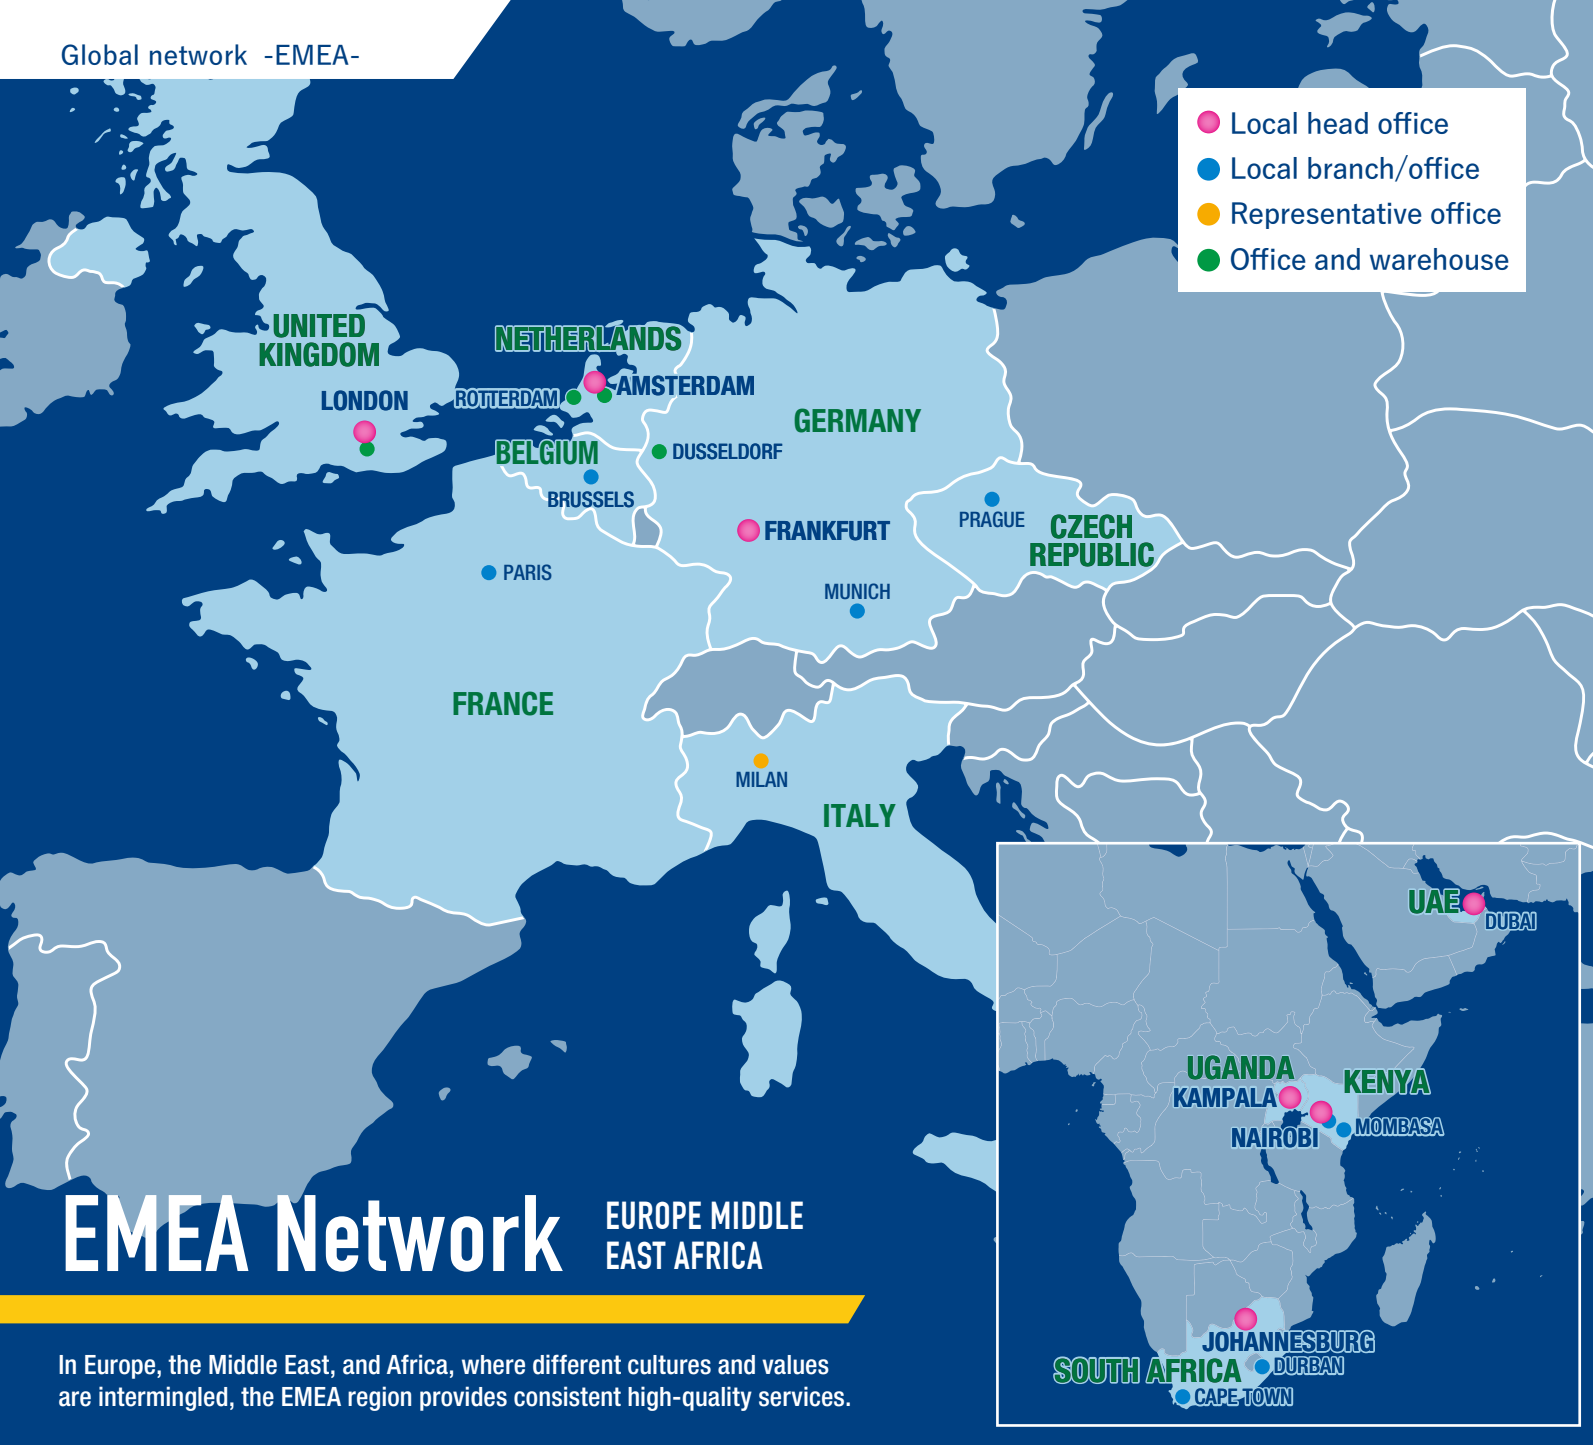 Global network -EMEA-
Local head office
Local branch/office
Representative office
Office and warehouse
UNITED
KINGDOM
LONDON
NETHERLANDS
AMSTERDAM
ROTTERDAM
BELGIUM
BRUSSELS
GERMANY
DUSSELDORF
FRANKFURT
MUNICH
PRAGUE
CZECH
REPUBLIC
PARIS
FRANCE
MILAN
ITALY
UAE
DUBAI
UGANDA
KAMPALA
KENYA
NAIROBI
MOMBASA
JOHANNESBURG
SOUTH AFRICA
DURBAN
CAPE TOWN
EMEA Network
EUROPE MIDDLE
EAST AFRICA
In Europe, the Middle East, and Africa, where different cultures and values
are intermingled, the EMEA region provides consistent high-quality services.